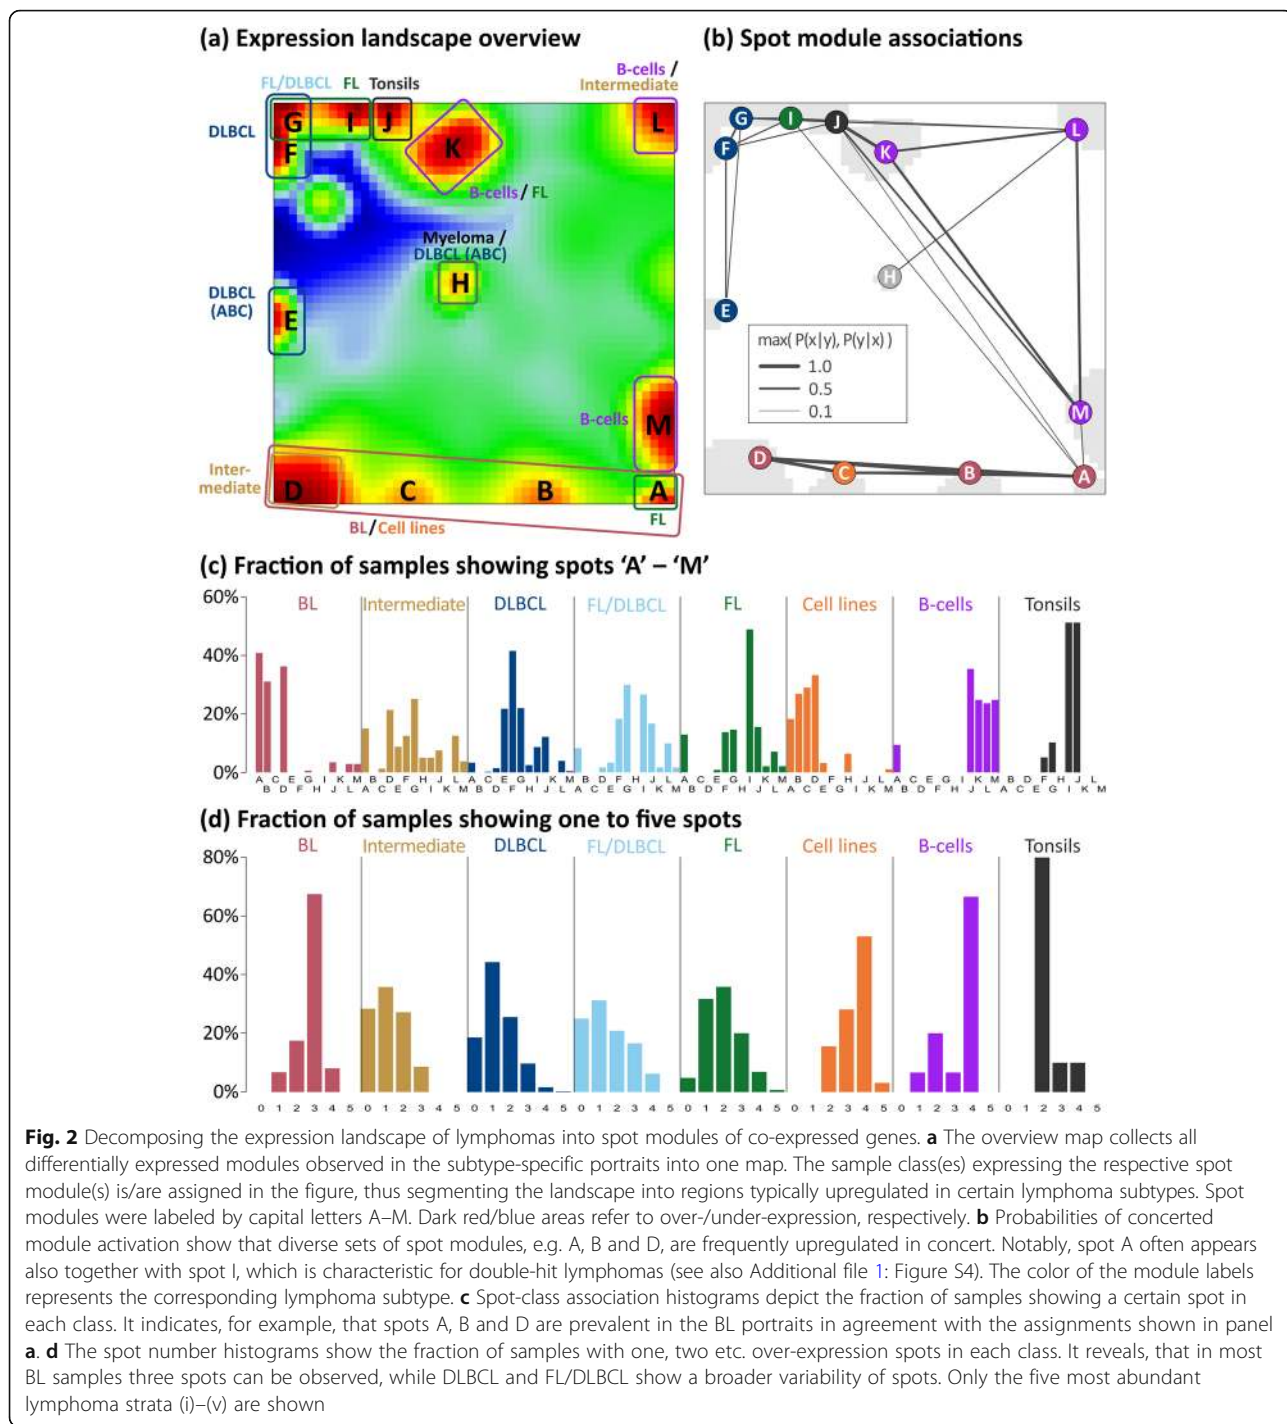 (a) Expression landscape overview
FL/DLBCL FL Tonsils
B-cells /
Intermediate
DLBCL
G I J K L
F
B-cells / FL
Myeloma /
DLBCL (ABC)
H
DLBCL
(ABC)
E
B-cells
M
Inter-
mediate
D C B A
FL
BL/Cell lines
(b) Spot module associations
G I J L
F K
H
E
max( P(x|y), P(y|x) )
1.0
0.5
0.1
M
D C B A
(c) Fraction of samples showing spots ‘A’ – ‘M’
60%
40%
20%
0%
BL Intermediate DLBCL FL/DLBCL FL Cell lines B-cells Tonsils
A C E G I K M B D F H J L A C E G I K M B D F H J L A C E G I K M B D F H J L A C E G I K M B D F H J L
B D F H J L A C E G I K M B D F H J L A C E G I K M B D F H J L A C E G I K M B D F H J L A C E G I K M
(d) Fraction of samples showing one to five spots
80%
60%
40%
20%
0%
BL Intermediate DLBCL FL/DLBCL FL Cell lines B-cells Tonsils
0 1 2 3 4 5 0 1 2 3 4 5 0 1 2 3 4 5 0 1 2 3 4 5 0 1 2 3 4 5 0 1 2 3 4 5 0 1 2 3 4 5 0 1 2 3 4 5
Fig. 2 Decomposing the expression landscape of lymphomas into spot modules of co-expressed genes. a The overview map collects all
differentially expressed modules observed in the subtype-specific portraits into one map. The sample class(es) expressing the respective spot
module(s) is/are assigned in the figure, thus segmenting the landscape into regions typically upregulated in certain lymphoma subtypes. Spot
modules were labeled by capital letters A–M. Dark red/blue areas refer to over-/under-expression, respectively. b Probabilities of concerted
module activation show that diverse sets of spot modules, e.g. A, B and D, are frequently upregulated in concert. Notably, spot A often appears
also together with spot I, which is characteristic for double-hit lymphomas (see also Additional file 1: Figure S4). The color of the module labels
represents the corresponding lymphoma subtype. c Spot-class association histograms depict the fraction of samples showing a certain spot in
each class. It indicates, for example, that spots A, B and D are prevalent in the BL portraits in agreement with the assignments shown in panel
a. d The spot number histograms show the fraction of samples with one, two etc. over-expression spots in each class. It reveals, that in most
BL samples three spots can be observed, while DLBCL and FL/DLBCL show a broader variability of spots. Only the five most abundant
lymphoma strata (i)–(v) are shown